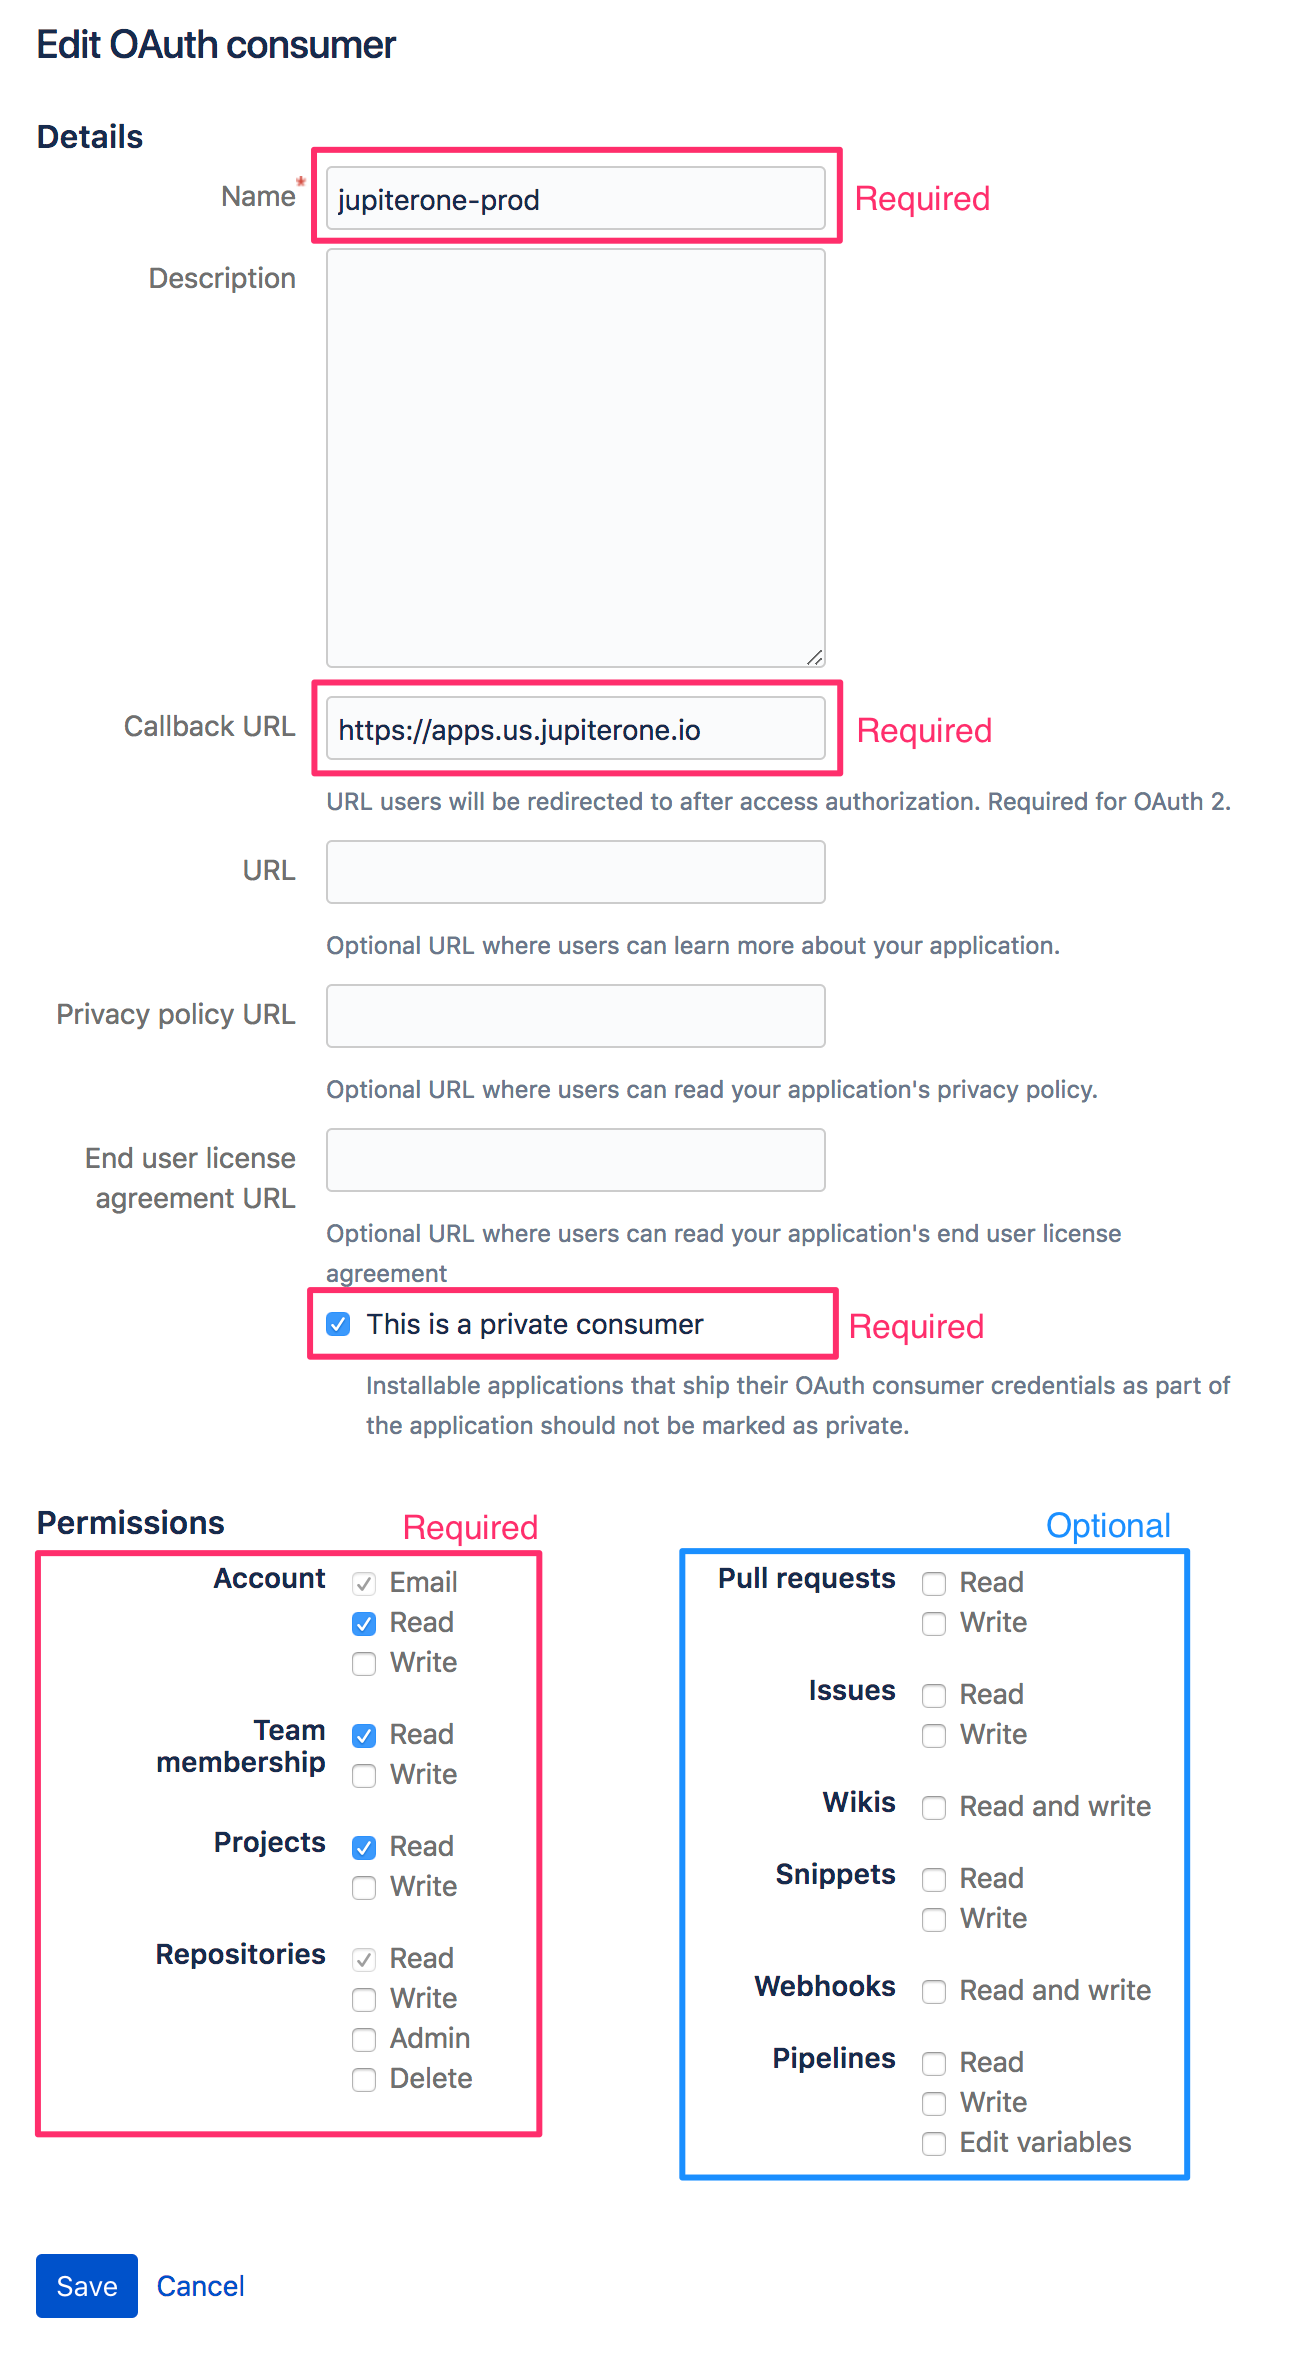 Edit OAuth consumer
Details
Name* jupiterone-prod Required
Description
Callback URL https://apps.us.jupiterone.io Required
URL users will be redirected to after access authorization. Required for OAuth 2.
URL
Optional URL where users can learn more about your application.
Privacy policy URL
Optional URL where users can read your application's privacy policy.
End user license
agreement URL
Optional URL where users can read your application's end user license
agreement
This is a private consumer Required
Installable applications that ship their OAuth consumer credentials as part of
the application should not be marked as private.
Permissions Required
Account Email
Read
Write
Team
membership
Read
Write
Projects Read
Write
Repositories Read
Write
Admin
Delete
Optional
Pull requests Read
Write
Issues Read
Write
Wikis Read and write
Snippets Read
Write
Webhooks Read and write
Pipelines Read
Write
Edit variables
Save Cancel